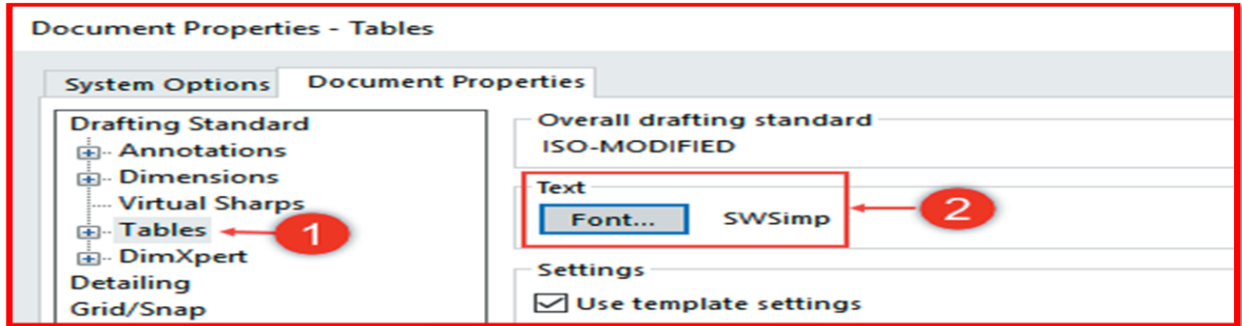 Document Properties - Tables
System Options Document Properties
Drafting Standard
Annotations
Dimensions
Virtual Sharps
Tables
1
DimXpert
Detailing
Grid/Snap
Overall drafting standard
ISO-MODIFIED
Text
Font... SWSimp
2
Settings
Use template settings